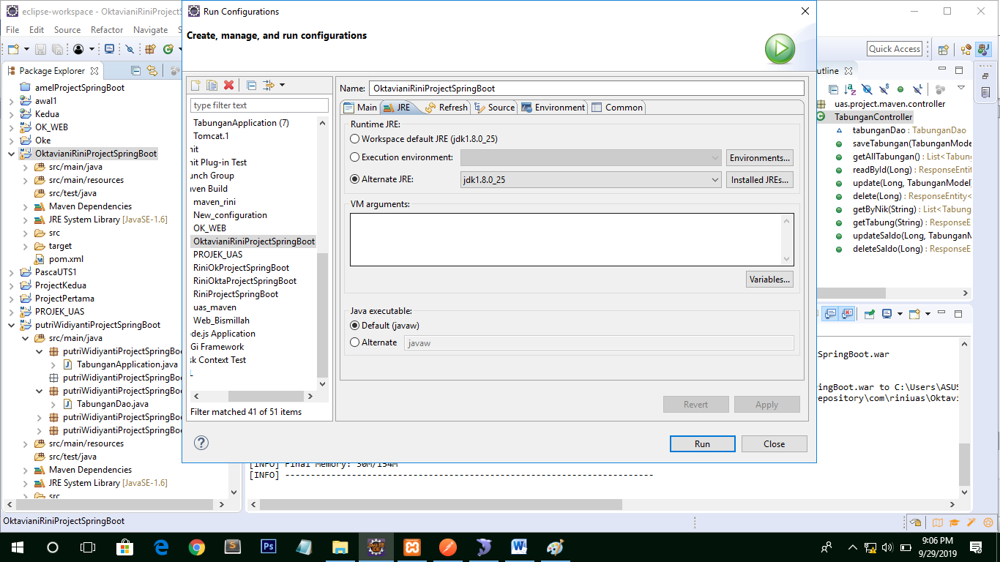 eclipse-workspace - OktavianiRiniProjectS
Run Configurations
File Edit Source Refactor Navigate S
Create, manage, and run configurations
Quick Access
Package Explorer
amelProjectSpringBoot
awal1
Kedua
OK_WEB
Oke
OktavianiRiniProjectSpringBoot
src/main/java
src/main/resources
src/test/java
Maven Dependencies
JRE System Library [JavaSE-1.6]
src
target
pom.xml
PascaUTS1
ProjectKedua
ProjectPertama
PROJEK_UAS
putriWidiyantiProjectSpringBoot
src/main/java
putriWidiyantiProjectSpringBoo
TabunganApplication.java
putriWidiyantiProjectSpringBoo
putriWidiyantiProjectSpringBoo
TabunganDao.java
putriWidiyantiProjectSpringBoo
putriWidiyantiProjectSpringBoo
src/main/resources
src/test/java
Maven Dependencies
JRE System Library [JavaSE-1.6]
src
type filter text
TabunganApplication (7)
Tomcat.1
nit
nit Plug-in Test
unch Group
aven Build
maven_rini
New_configuration
OK_WEB
OktavianiRiniProjectSpringBoot
PROJEK_UAS
RiniOkProjectSpringBoot
RiniOktaProjectSpringBoot
RiniProjectSpringBoot
uas_maven
Web_Bismillah
de.js Application
Gi Framework
sk Context Test
Filter matched 41 of 51 items
Name: OktavianiRiniProjectSpringBoot
Main JRE Refresh Source Environment Common
Runtime JRE:
Workspace default JRE (jdk1.8.0_25)
Execution environment: Environments...
Alternate JRE: jdk1.8.0_25 Installed JREs...
VM arguments:
Variables...
Java executable:
Default (javaw)
Alternate javaw
Revert Apply
? Run Close
utline
uas.project.maven.controller
TabunganController
tabunganDao : TabunganDao
saveTabungan(TabunganMode
getAllTabungan() : List<Tabung
readById(Long) : ResponseEntit
update(Long, TabunganModel
delete(Long) : ResponseEntity<
getByNik(String) : List<Tabung
getTabung(String) : ResponseE
updateSaldo(Long, TabunganM
deleteSaldo(Long) : ResponseE
SpringBoot.war
ingBoot.war to C:\Users\ASUS
epository\com\riniuas\Oktavi
[INFO] Final Memory: 30M/154M
[INFO] ------------------------------------------------------------------------
OktavianiRiniProjectSpringBoot
9:06 PM
9/29/2019